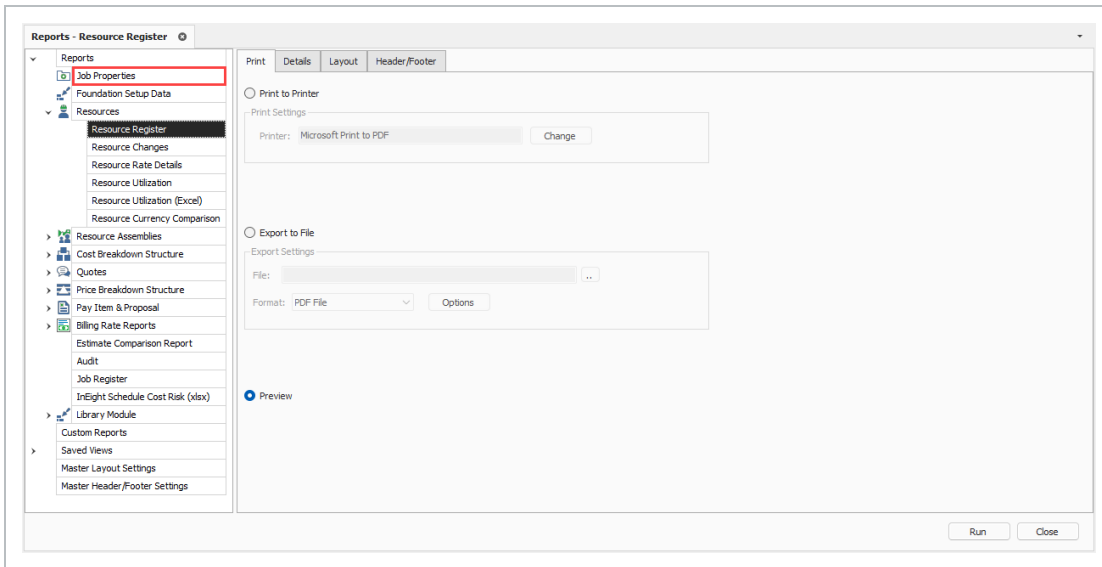 Reports - Resource Register
Reports
Job Properties
Foundation Setup Data
Resources
Resource Register
Resource Changes
Resource Rate Details
Resource Utilization
Resource Utilization (Excel)
Resource Currency Comparison
Resource Assemblies
Cost Breakdown Structure
Quotes
Price Breakdown Structure
Pay Item & Proposal
Billing Rate Reports
Estimate Comparison Report
Audit
Job Register
InEight Schedule Cost Risk (xlsx)
Library Module
Custom Reports
Saved Views
Master Layout Settings
Master Header/Footer Settings
Print Details Layout Header/Footer
Print to Printer
Print Settings
Printer: Microsoft Print to PDF Change
Export to File
Export Settings
File: ..
Format: PDF File Options
Preview
Run Close